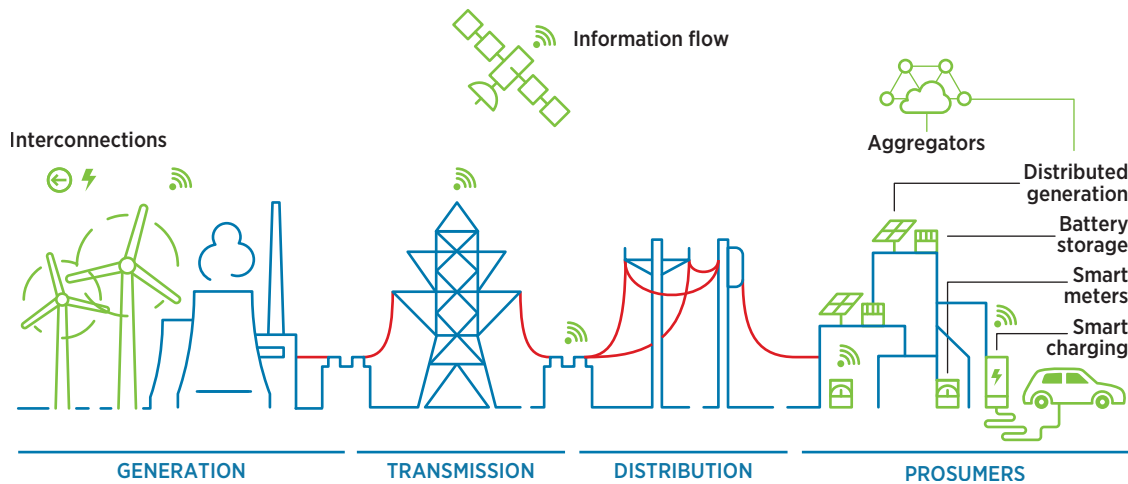 Information flow
Interconnections
Aggregators
Distributed
generation
Battery
storage
Smart
meters
Smart
charging
GENERATION
TRANSMISSION
DISTRIBUTION
PROSUMERS